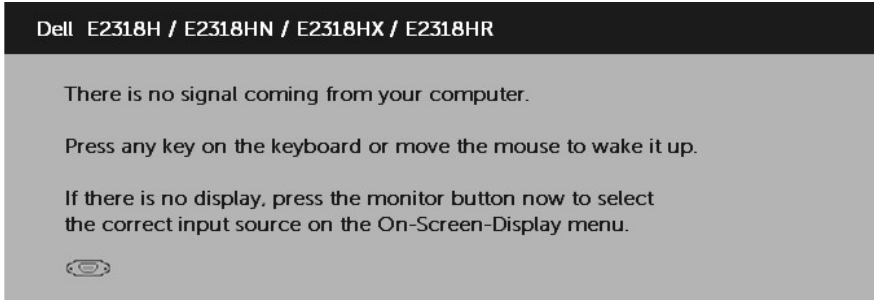 Dell E2318H / E2318HN / E2318HX / E2318HR
There is no signal coming from your computer.
Press any key on the keyboard or move the mouse to wake it up.
If there is no display, press the monitor button now to select
the correct input source on the On-Screen-Display menu.